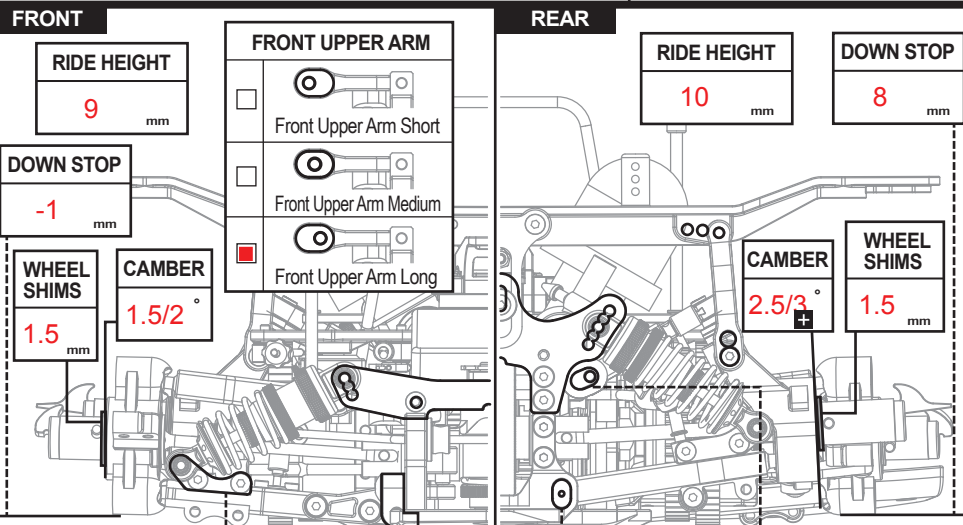 FRONT
RIDE HEIGHT
9 mm
DOWN STOP
-1 mm
WHEEL
SHIMS
1.5 mm
CAMBER
1.5/2 °
FRONT UPPER ARM
Front Upper Arm Short
Front Upper Arm Medium
Front Upper Arm Long
REAR
RIDE HEIGHT
10 mm
DOWN STOP
8 mm
CAMBER
2.5/3 °
WHEEL
SHIMS
1.5 mm